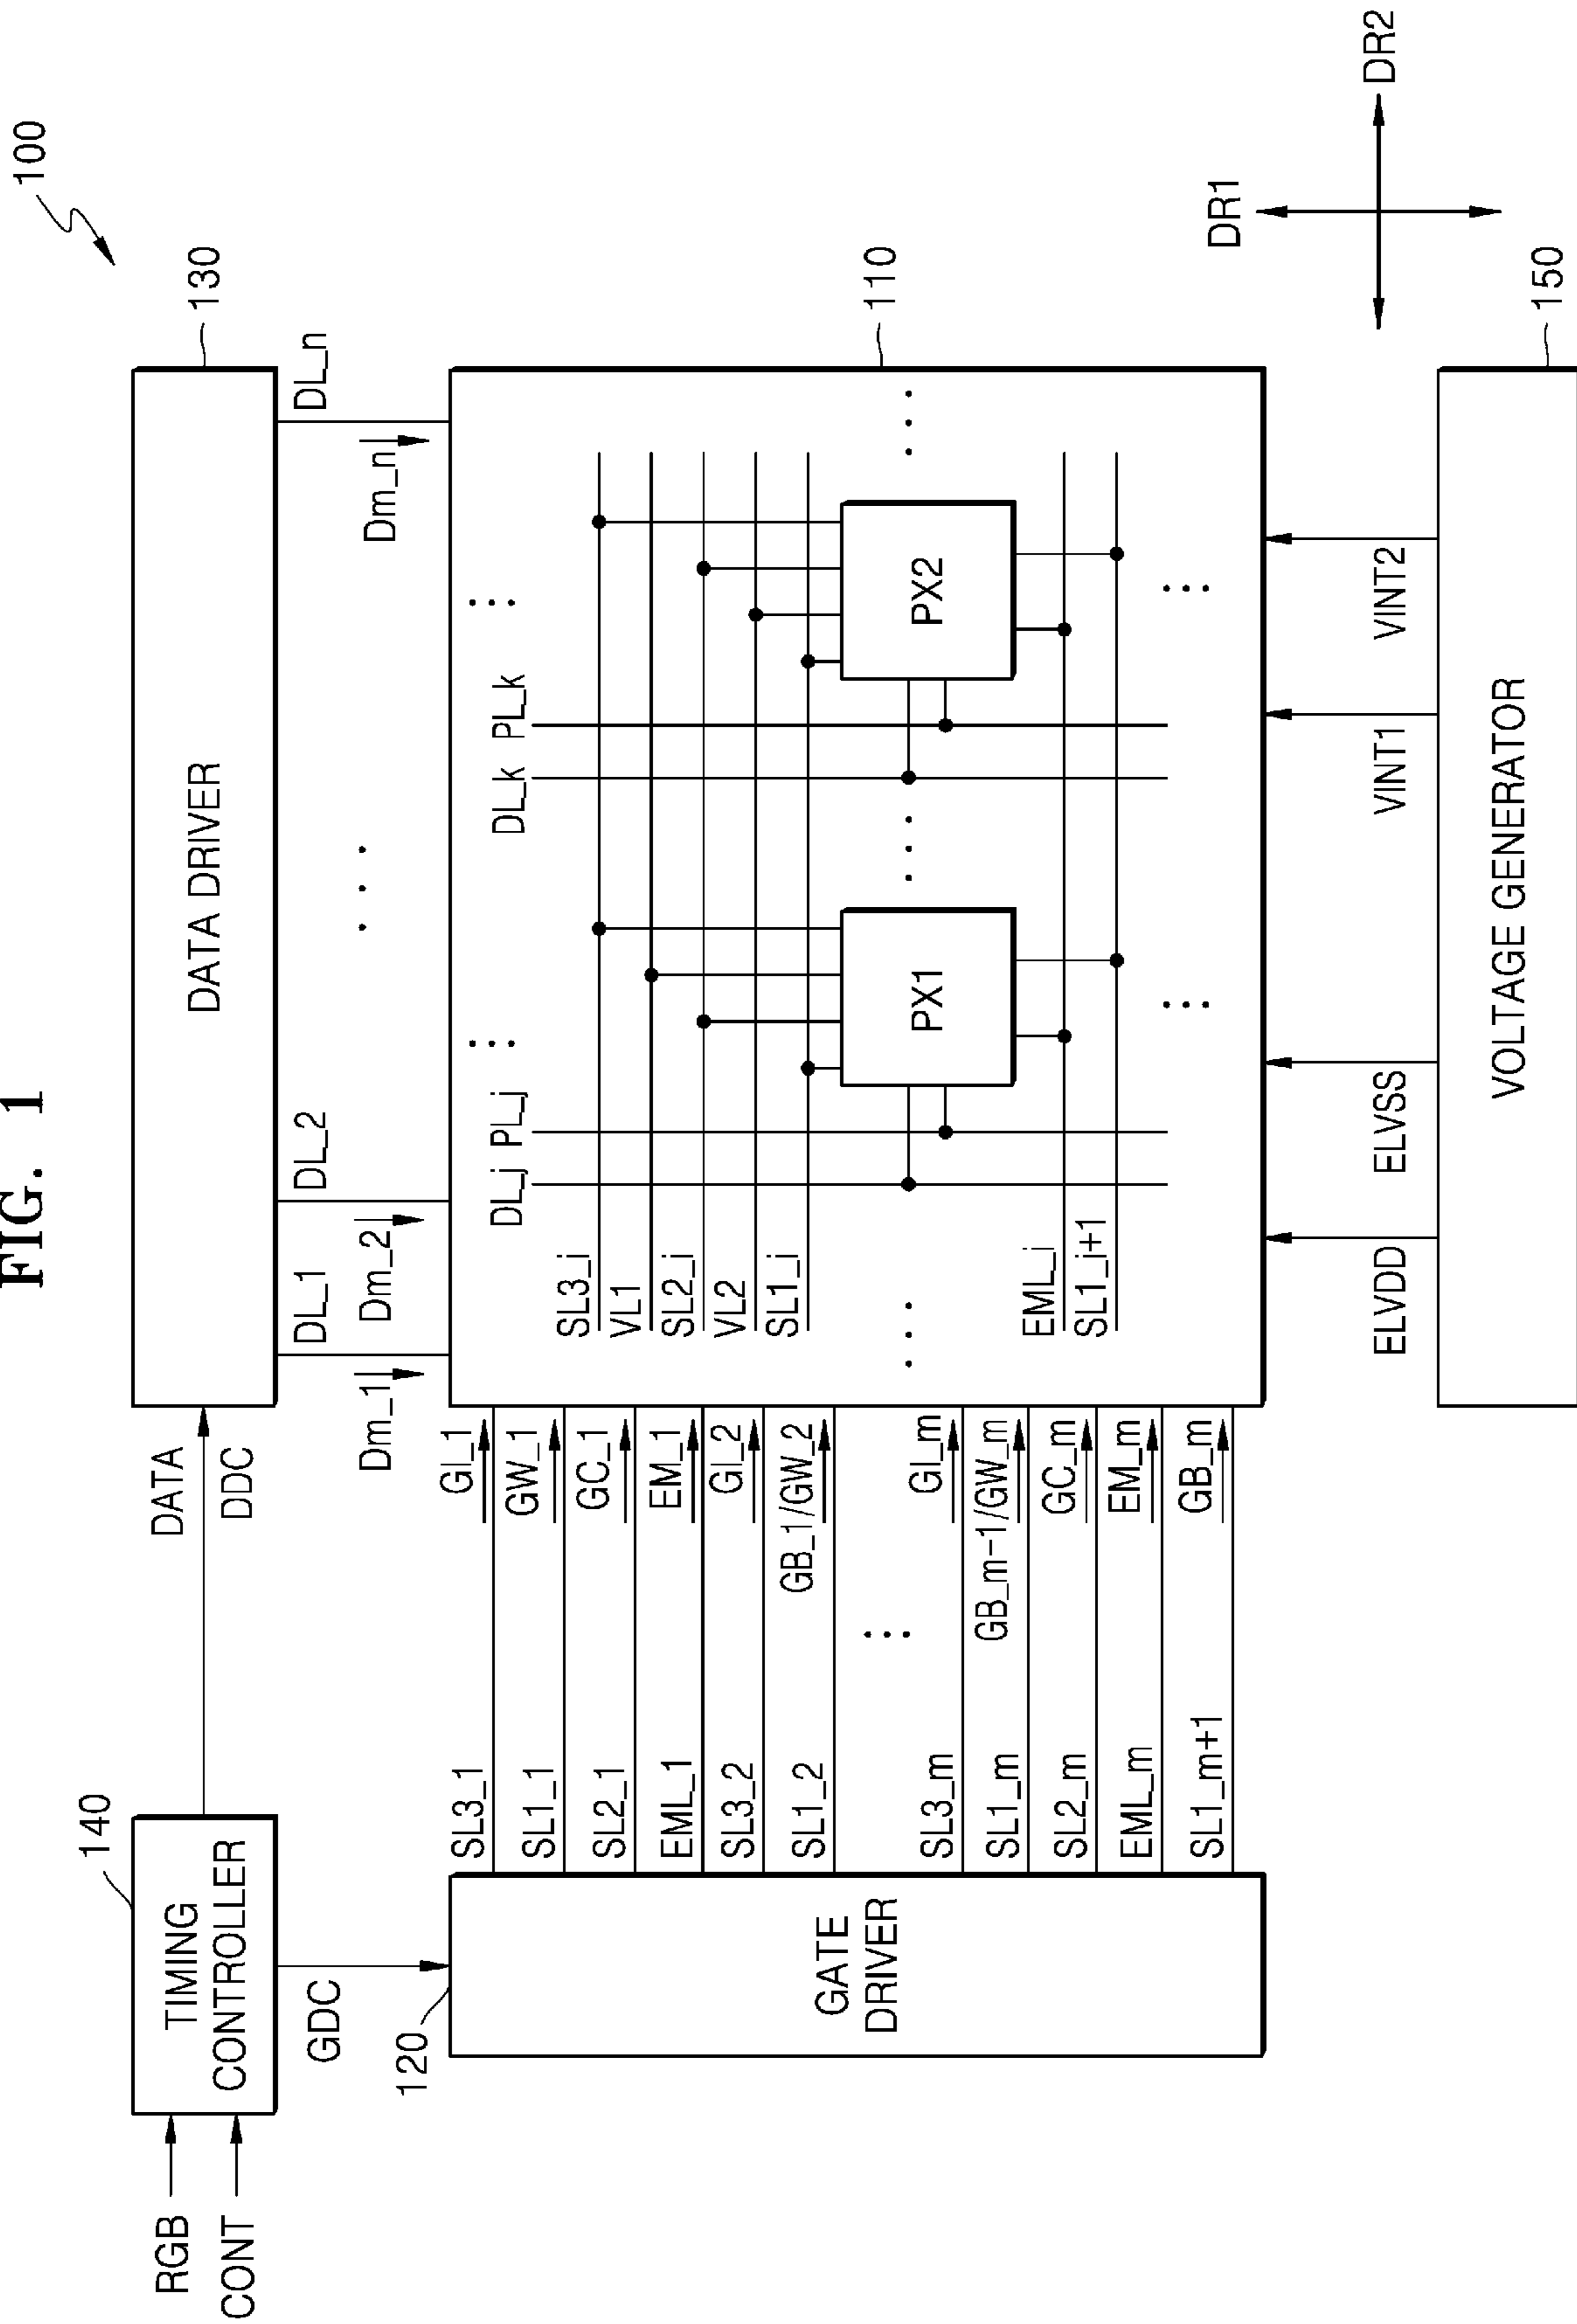 FIG. 1
100
RGB
CONT
TIMING
CONTROLLER
140
DATA
DDC
DATA DRIVER
130
GDC
DL_1
DL_2
DL_n
Dm_1
Dm_2
Dm_n
120
GATE
DRIVER
SL3_1
GI_1
SL1_1
GW_1
SL2_1
GC_1
EML_1
EM_1
SL3_2
GI_2
SL1_2
GB_1/GW_2
SL3_m
GI_m
SL1_m
GB_m-1/GW_m
SL2_m
GC_m
EML_m
EM_m
SL1_m+1
GB_m
110
DL_j
PL_j
DL_k
PL_k
SL3_i
VL1
SL2_i
VL2
SL1_i
PX1
PX2
EML_i
SL1_i+1
DR1
DR2
ELVDD
ELVSS
VINT1
VINT2
VOLTAGE GENERATOR
150